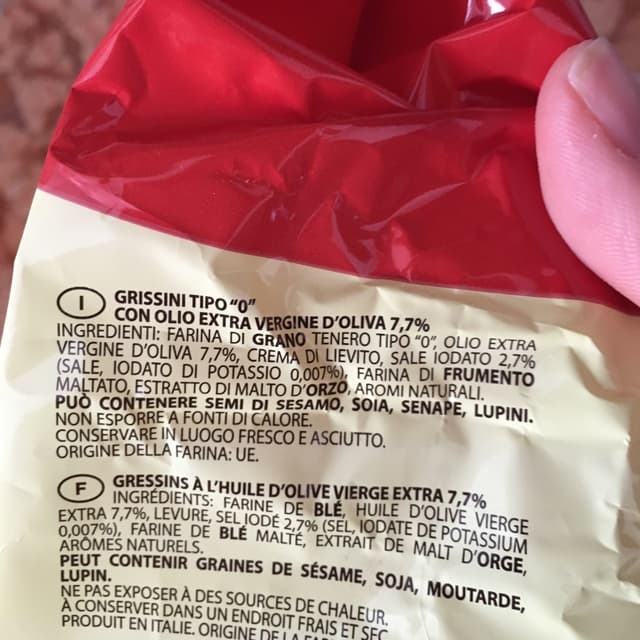 I GRISSINI TIPO "0"
CON OLIO EXTRA VERGINE D'OLIVA 7,7%
INGREDIENTI: FARINA DI GRANO TENERO TIPO "0", OLIO EXTRA
VERGINE D'OLIVA 7,7%, CREMA DI LIEVITO, SALE IODATO 2,7%
(SALE, IODATO DI POTASSIO 0,007%), FARINA DI FRUMENTO
MALTATO, ESTRATTO DI MALTO D'ORZO, AROMI NATURALI.
PUÒ CONTENERE SEMI DI SESAMO, SOIA, SENAPE, LUPINI.
NON ESPORRE A FONTI DI CALORE.
CONSERVARE IN LUOGO FRESCO E ASCIUTTO.
ORIGINE DELLA FARINA: UE.
F GRESSINS À L'HUILE D'OLIVE VIERGE EXTRA 7,7%
INGRÉDIENTS: FARINE DE BLÉ, HUILE D'OLIVE VIERGE
EXTRA 7,7%, LEVURE, SEL IODÉ 2,7% (SEL, IODATE DE POTASSIUM
0,007%), FARINE DE BLÉ MALTÉ, EXTRAIT DE MALT D'ORGE,
ARÔMES NATURELS.
PEUT CONTENIR GRAINES DE SÉSAME, SOJA, MOUTARDE,
LUPIN.
NE PAS EXPOSER À DES SOURCES DE CHALEUR.
À CONSERVER DANS UN ENDROIT FRAIS ET SEC
PRODUIT EN ITALIE. ORIGINE DE LA